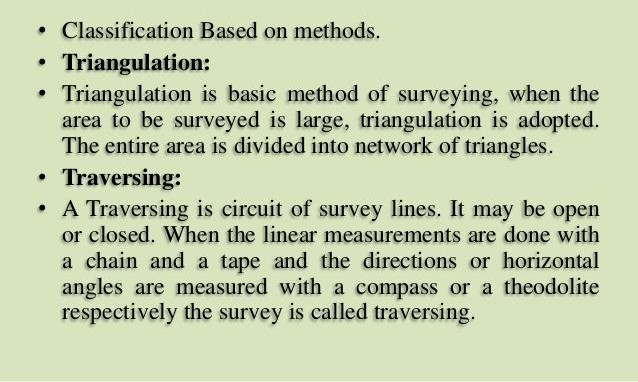 • Classification Based on methods.
• Triangulation:
• Triangulation is basic method of surveying, when the
area to be surveyed is large, triangulation is adopted.
The entire area is divided into network of triangles.
• Traversing:
• A Traversing is circuit of survey lines. It may be open
or closed. When the linear measurements are done with
a chain and a tape and the directions or horizontal
angles are measured with a compass or a theodolite
respectively the survey is called traversing.